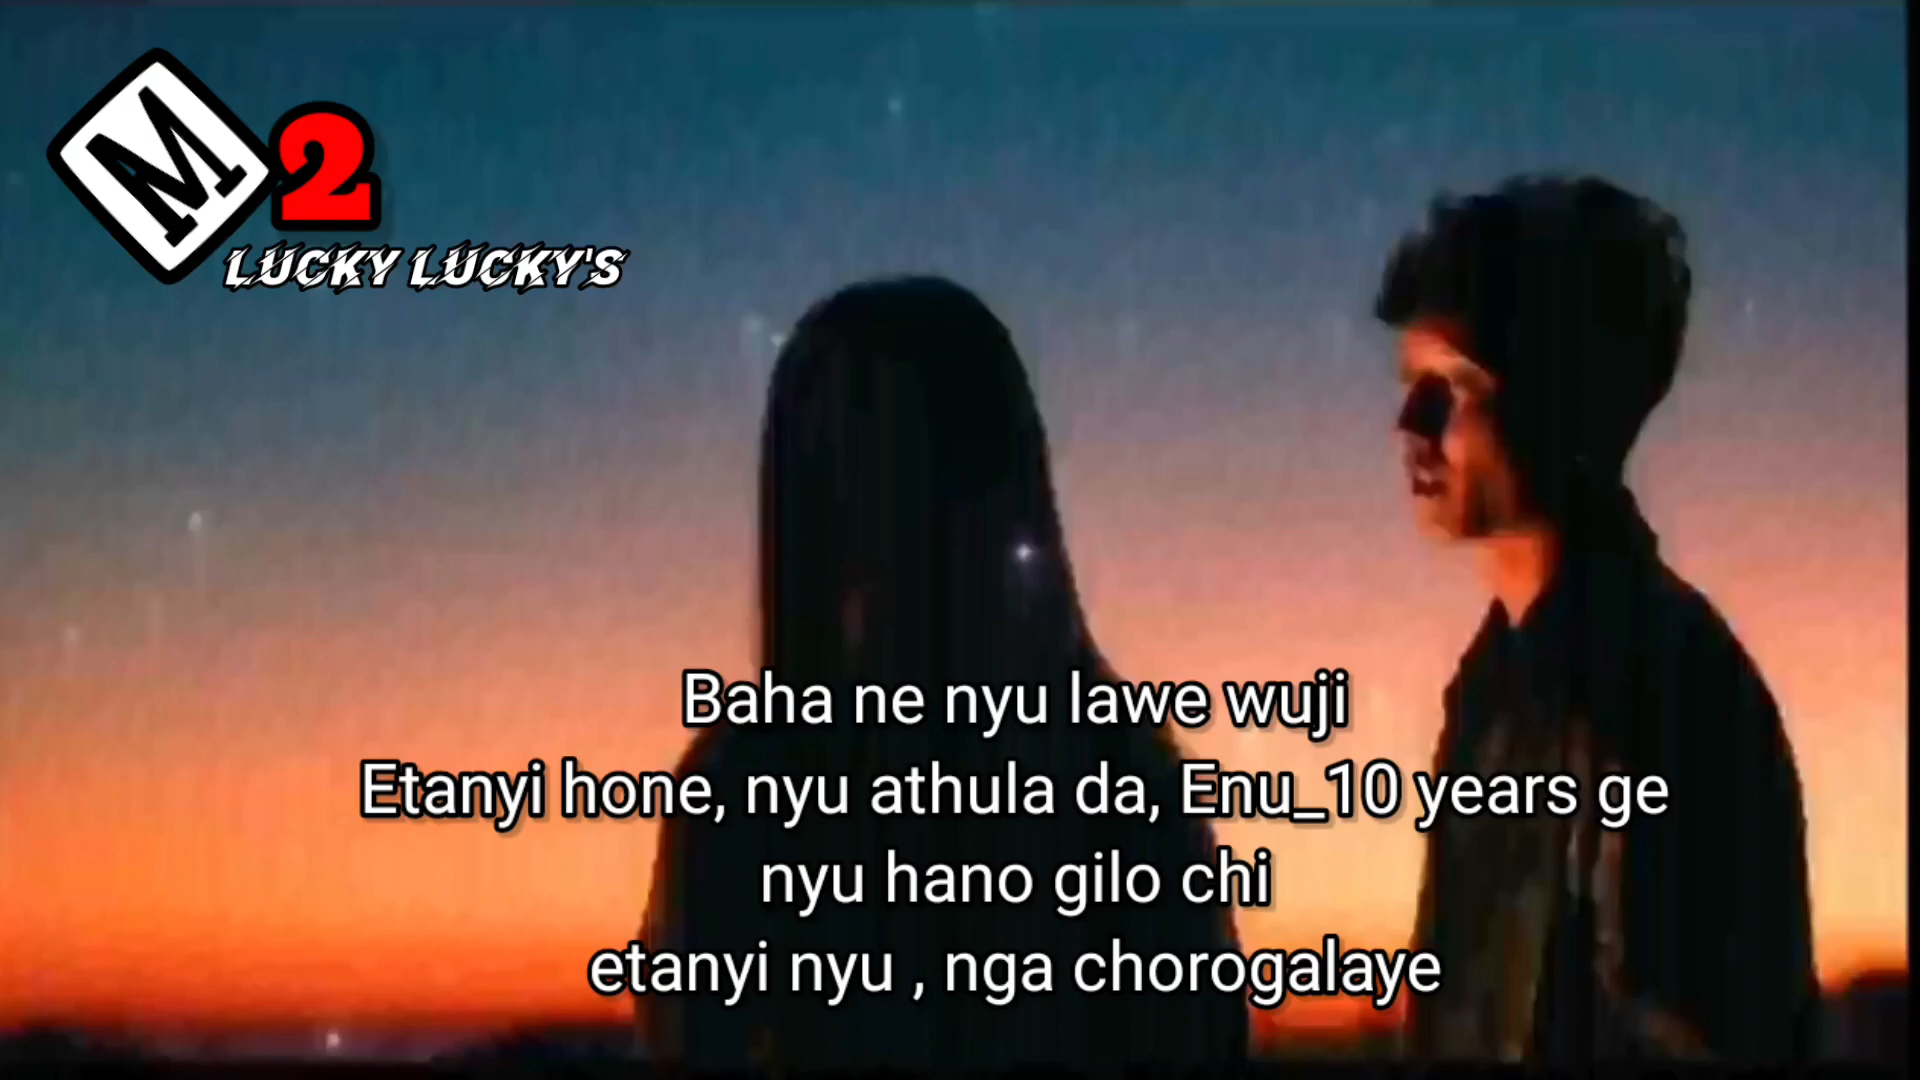 M2
LUCKY LUCKY'S
Baha ne nyu lawe wuji
Etanyi hone, nyu athula da, Enu_10 years ge
nyu hano gilo chi
etanyi nyu , nga chorogalaye